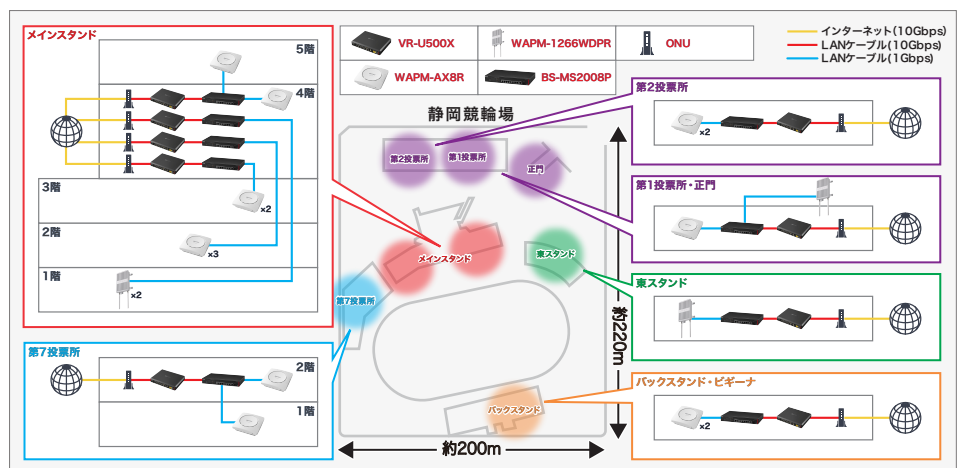 メインスタンド
5階
4階
3階
×2
2階
×3
1階
×2
VR-U500X
WAPM-1266WDPR
ONU
WAPM-AX8R
BS-MS2008P
インターネット(10Gbps)
LANケーブル(10Gbps)
LANケーブル(1Gbps)
静岡競輪場
第2投票所
第1投票所
正門
メインスタンド
東スタンド
第7投票所
バックスタンド
約220m
約200m
第2投票所
×2
第1投票所・正門
東スタンド
バックスタンド・ビギーナ
×2
第7投票所
2階
1階